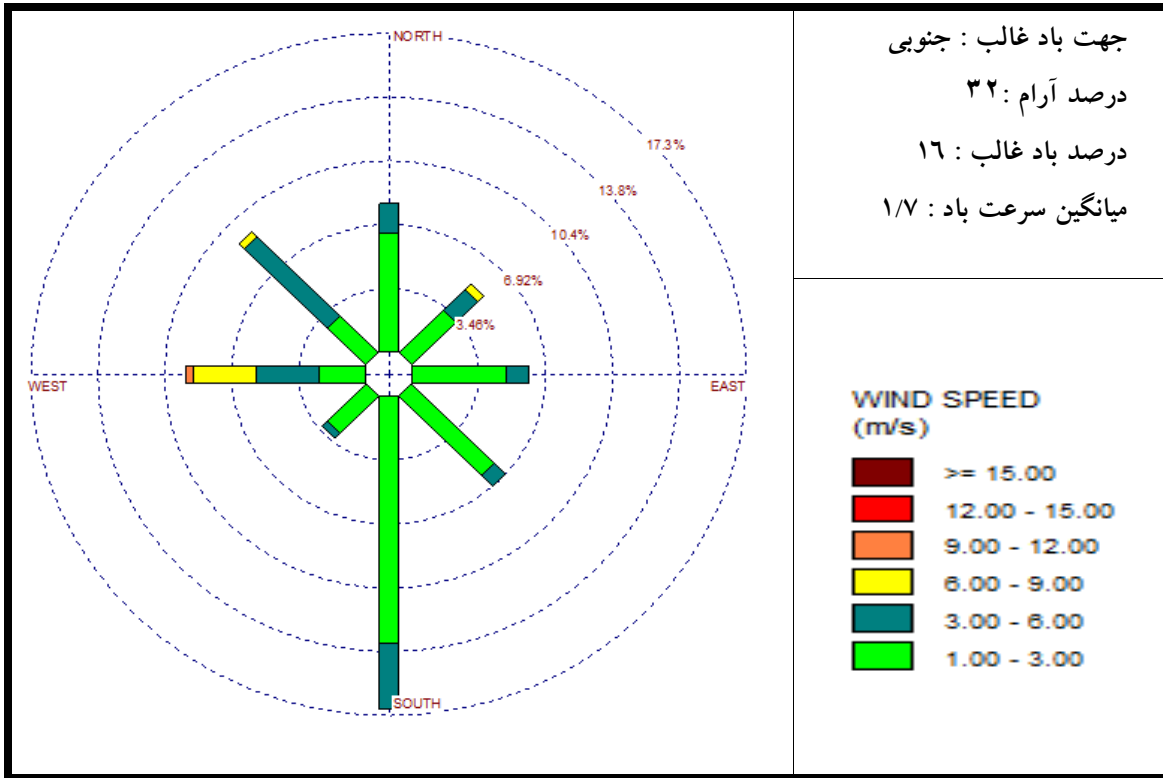 جهت باد غالب : جنوبی
درصد آرام : ۳۲
درصد باد غالب : ۱۶
میانگین سرعت باد : ۱/۷
NORTH
17.3%
13.8%
10.4%
6.92%
3.46%
WEST
EAST
SOUTH
WIND SPEED
(m/s)
>= 15.00
12.00 - 15.00
9.00 - 12.00
6.00 - 9.00
3.00 - 6.00
1.00 - 3.00